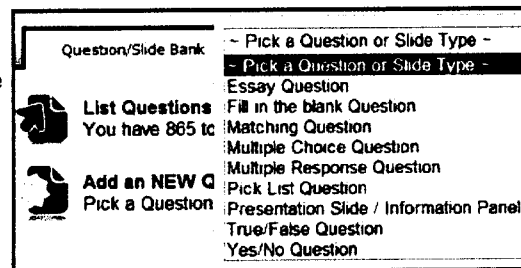 Question/Slide Bank
List Questions
You have 865 to
Add an NEW Q
Pick a Question
~ Pick a Question or Slide Type ~
~ Pick a Question or Slide Type ~
Essay Question
Fill in the blank Question
Matching Question
Multiple Choice Question
Multiple Response Question
Pick List Question
Presentation Slide / Information Panel
True/False Question
Yes/No Question